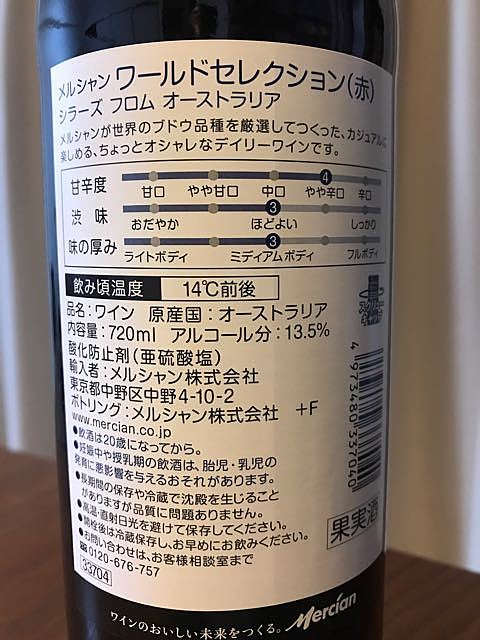 メルシャン ワールドセレクション(赤)
シラーズ フロム オーストラリア
メルシャンが世界のブドウ品種を厳選してつくった、カジュアルに
楽しめる、ちょっとオシャレなデイリーワインです。
甘辛度 4
甘口 やや甘口 中口 やや辛口 辛口
渋 味 3
おだやか ほどよい しっかり
味の厚み 3
ライトボディ ミディアムボディ フルボディ
飲み頃温度 14℃前後
品名:ワイン 原産国:オーストラリア
内容量:720ml アルコール分:13.5%
酸化防止剤(亜硫酸塩)
輸入者:メルシャン株式会社
東京都中野区中野4-10-2
ボトリング:メルシャン株式会社 +F
www.mercian.co.jp
●飲酒は20歳になってから。
●妊娠中や授乳期の飲酒は、胎児・乳児の
発育に悪影響を与えるおそれがあります。
●長期間の保存や冷蔵で沈殿を生じること
がありますが品質に問題ありません。
●高温・直射日光を避けて保存してください。
●開栓後は冷蔵保存し、お早めにお飲みください。
●お問い合わせは、お客様相談室まで
☎0120-676-757
33704
スクリュー
キャップ
4 973480 337040
果実酒
ワインのおいしい未来をつくる。 Mercian